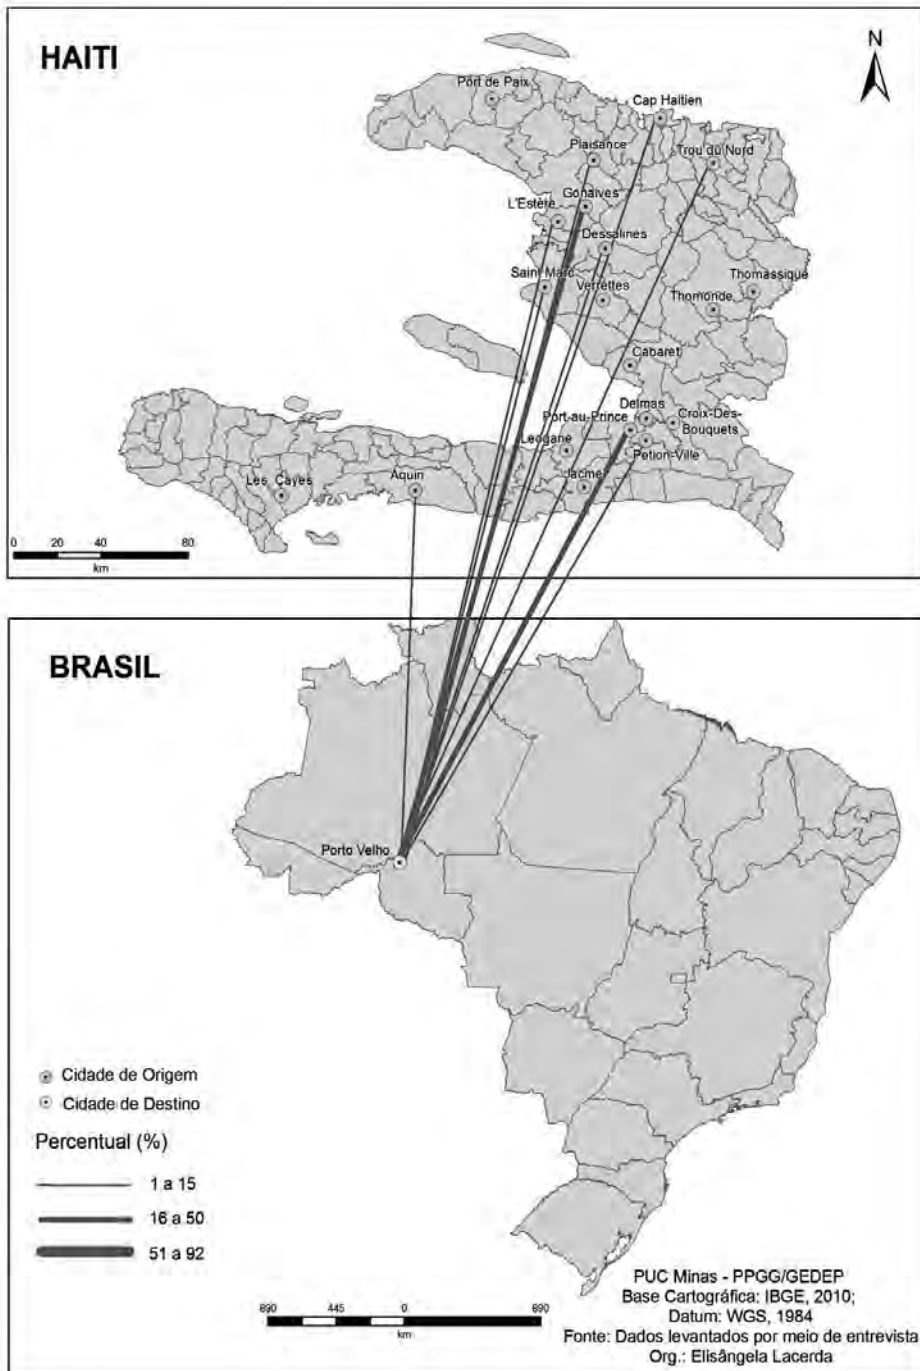 HAITI
N
Port de Paix
Cap Haitien
Plaisance
Trou du Nord
Gonaives
L'Estère
Dessalines
Saint Marc
Verrettes
Thomassique
Thomonde
Cabaret
Delmas
Port-au-Prince
Croix-Des-
Bouquets
Leogane
Petion-Ville
Les Cayes
Aquin
Jacmel
0 20 40 80
km
BRASIL
Porto Velho
Cidade de Origem
Cidade de Destino
Percentual (%)
1 a 15
16 a 50
51 a 92
890 445 0 890
km
PUC Minas - PPGG/GEDEP
Base Cartográfica: IBGE, 2010;
Datum: WGS, 1984
Fonte: Dados levantados por meio de entrevista
Org.: Elisângela Lacerda